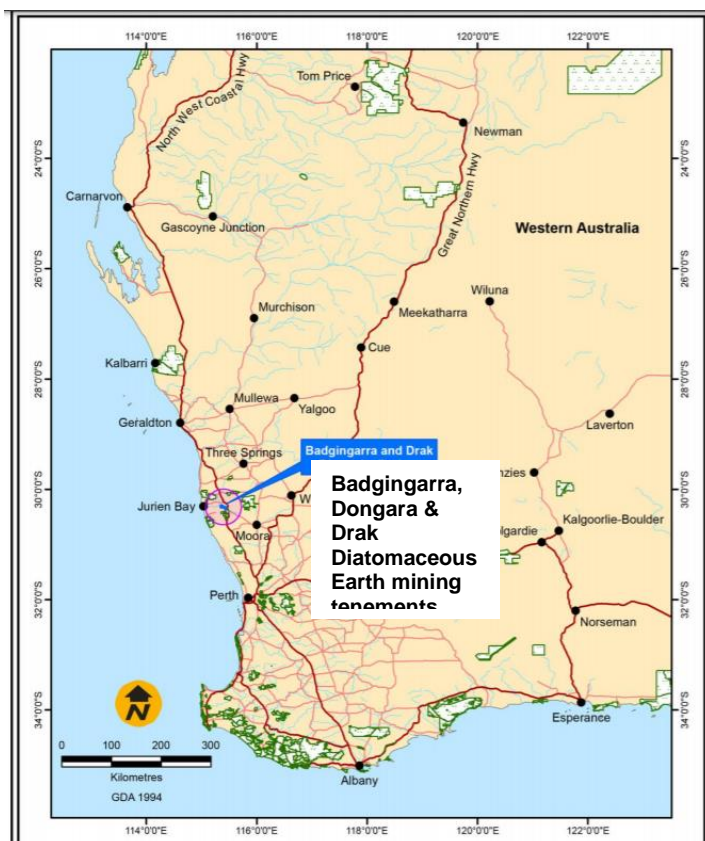 114°0'0"E 116°0'0"E 118°0'0"E 120°0'0"E 122°0'0"E
Tom Price
North West Coastal Hwy
Newman
24°0'0"S 24°0'0"S
Carnarvon
Gascoyne Junction
Great Northern Hwy
Western Australia
26°0'0"S 26°0'0"S
Wiluna
Murchison
Meekatharra
Cue
Kalbarri
28°0'0"S 28°0'0"S
Mullewa
Yalgoo
Geraldton
Laverton
Three Springs
Badgingarra and Drak
Badgingarra,
Dongara &
Drak
Diatomaceous
Earth mining
tenements
nzies
30°0'0"S 30°0'0"S
Jurien Bay
W
Moora
Kalgoorlie-Boulder
olgardie
Perth
32°0'0"S 32°0'0"S
Norseman
34°0'0"S 34°0'0"S
N
Esperance
0 100 200 300
Kilometres
GDA 1994
Albany
114°0'0"E 116°0'0"E 118°0'0"E 120°0'0"E 122°0'0"E